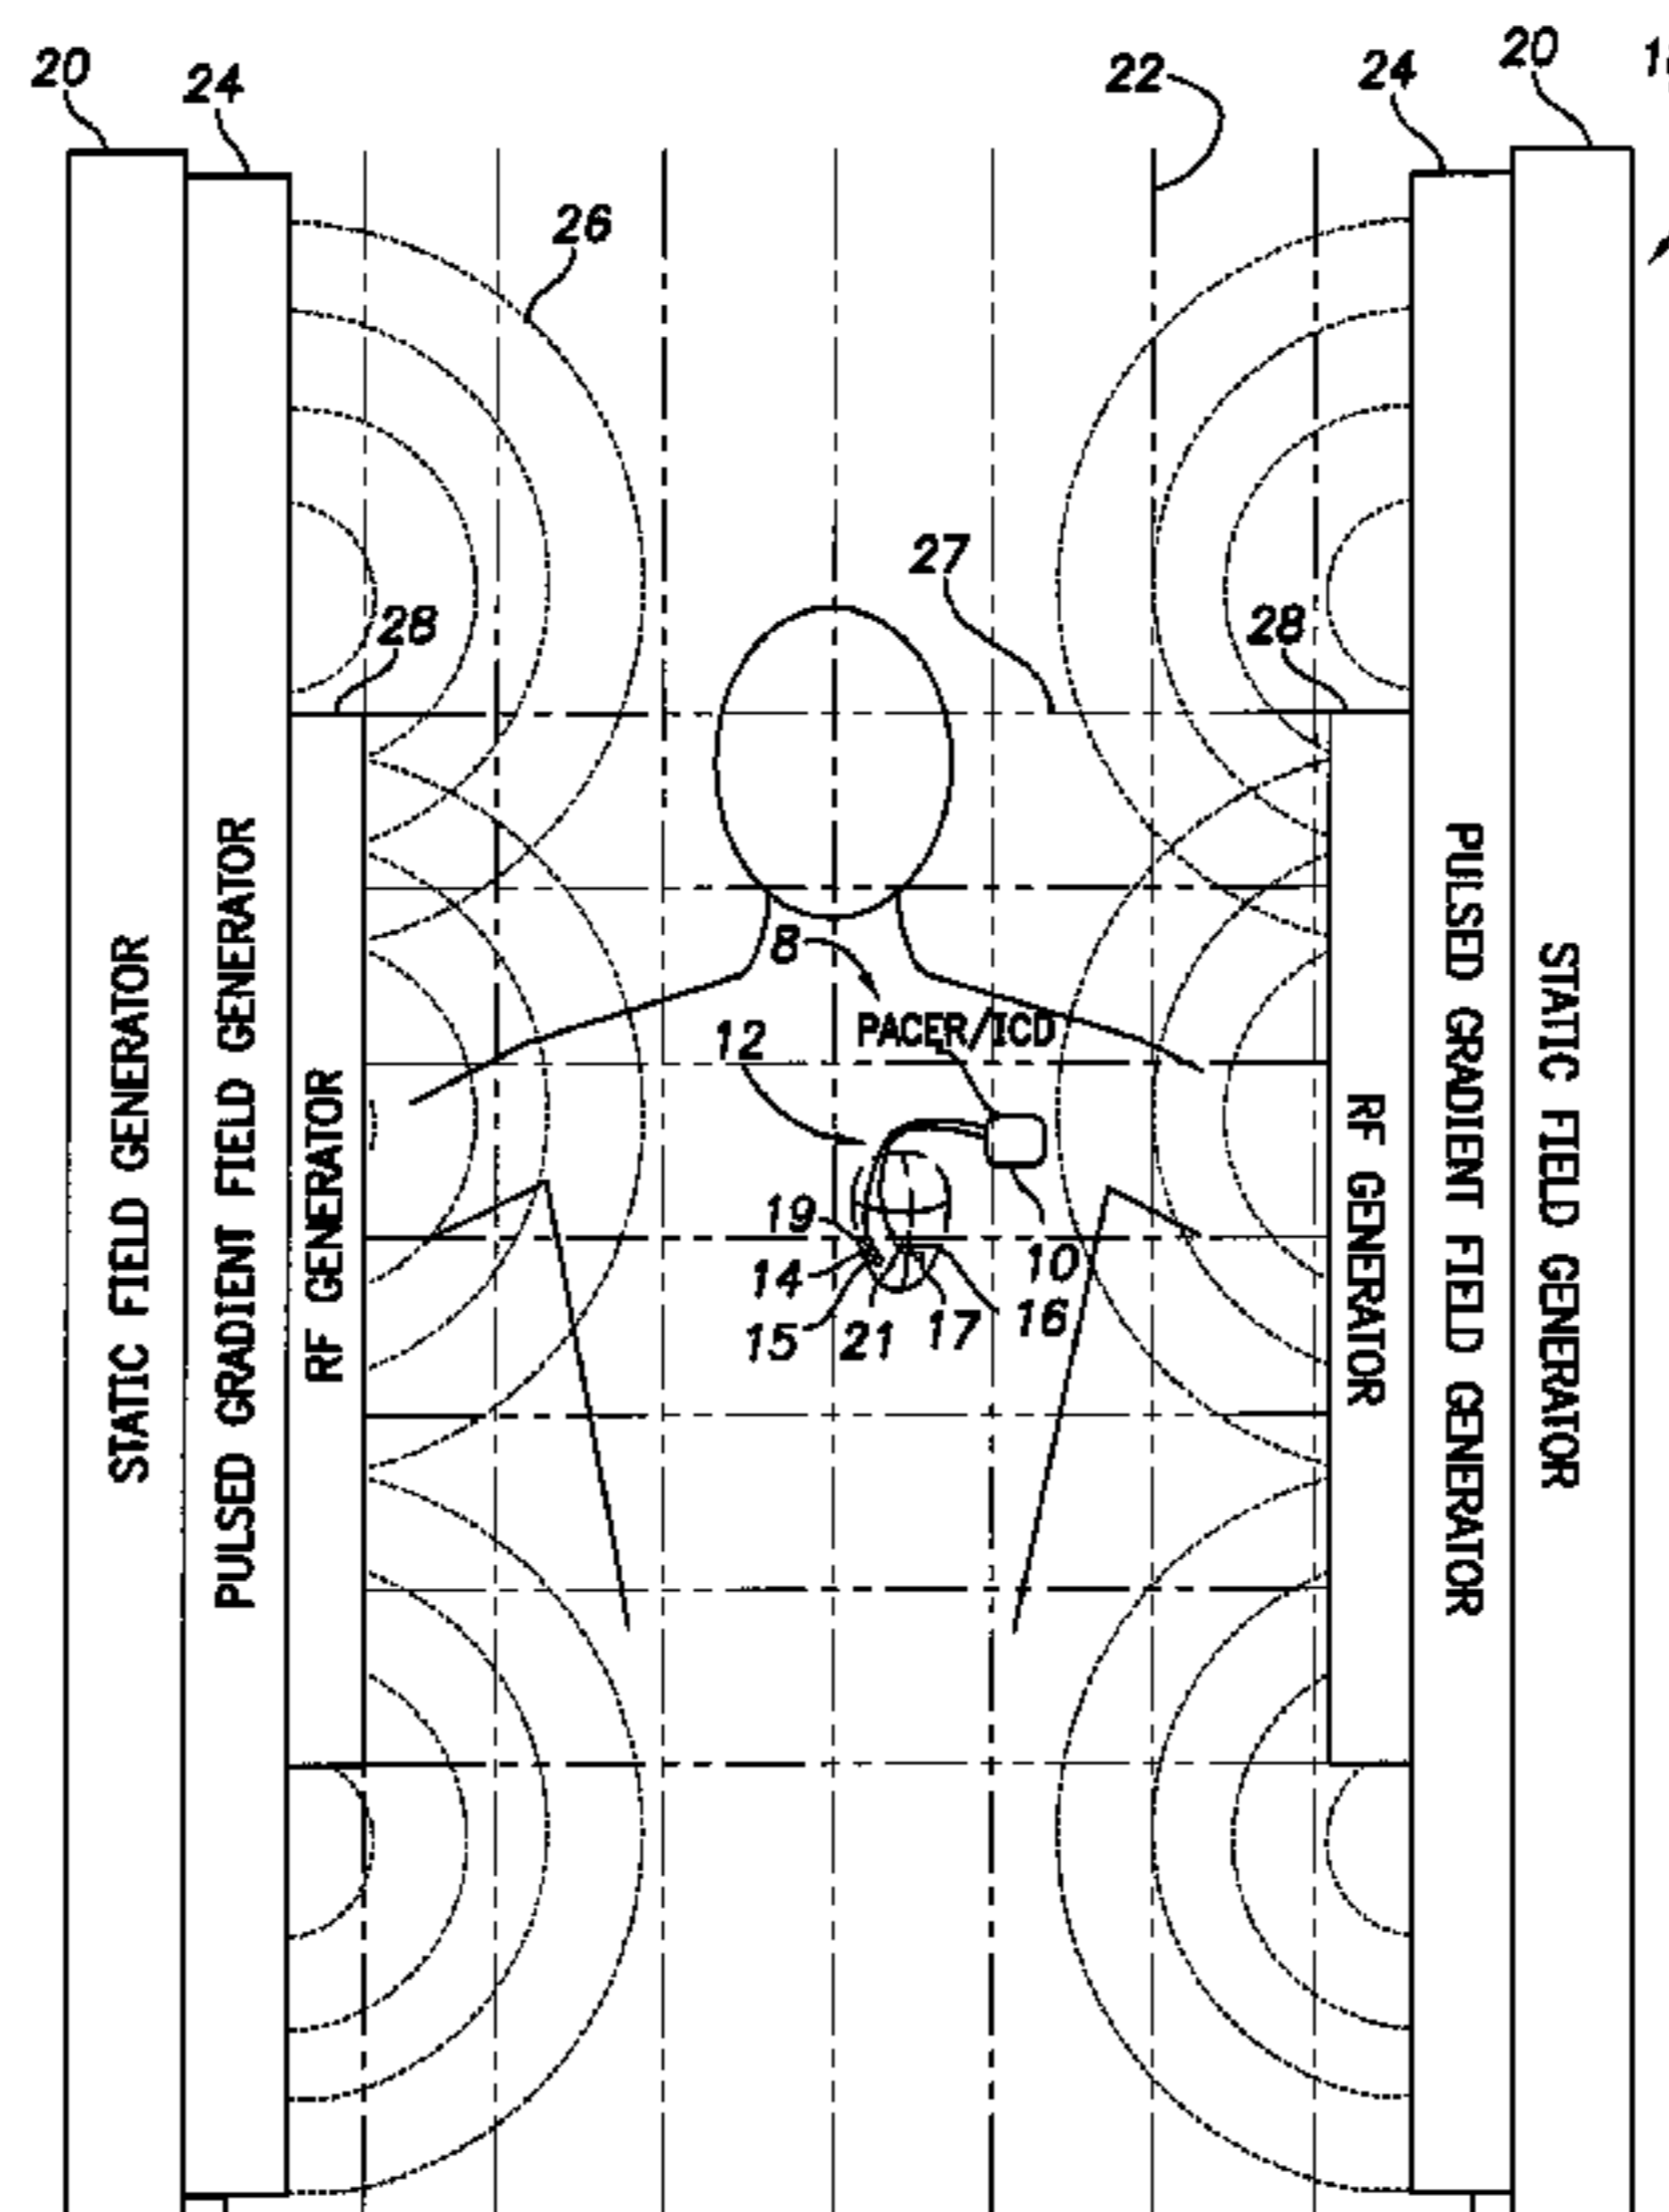 20
24
22
24
20
26
27
28
28
8
PACER/ICD
12
19
14
15
21
17
16
10
STATIC FIELD GENERATOR
PULSED GRADIENT FIELD GENERATOR
RF GENERATOR
RF GENERATOR
PULSED GRADIENT FIELD GENERATOR
STATIC FIELD GENERATOR